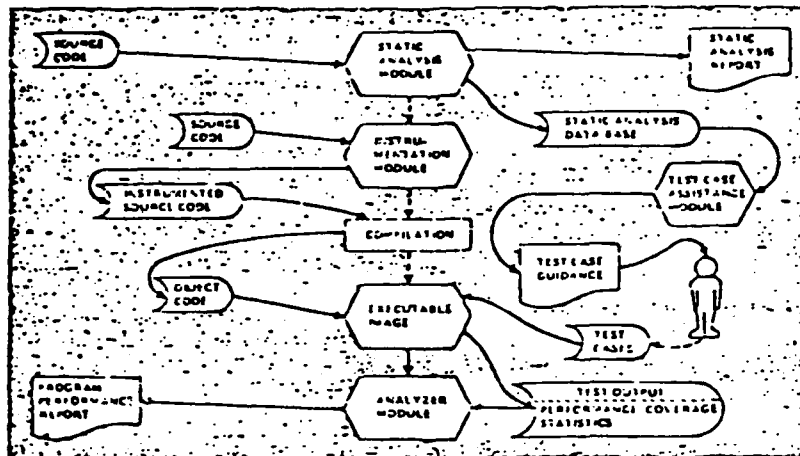 SOURCE
CODE
STATIC
ANALYSIS
MODULE
STATIC
ANALYSIS
REPORT
SOURCE
CODE
INSTRU-
MENTATION
MODULE
STATIC ANALYSIS
DATA BASE
TEST CASE
ASSISTANCE
MODULE
INSTRUMENTED
SOURCE CODE
COMPILATION
TEST CASE
GUIDANCE
OBJECT
CODE
EXECUTABLE
IMAGE
TEST
CASES
PROGRAM
PERFORMANCE
REPORT
ANALYZER
MODULE
TEST OUTPUT
PERFORMANCE COVERAGE
STATISTICS